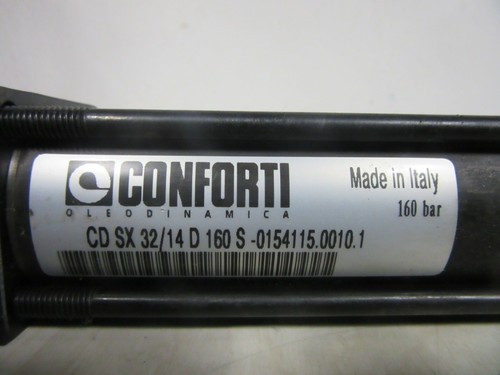 CONFORTI
OLEODINAMICA
Made in Italy
160 bar
CD SX 32/14 D 160 S -0154115.0010.1